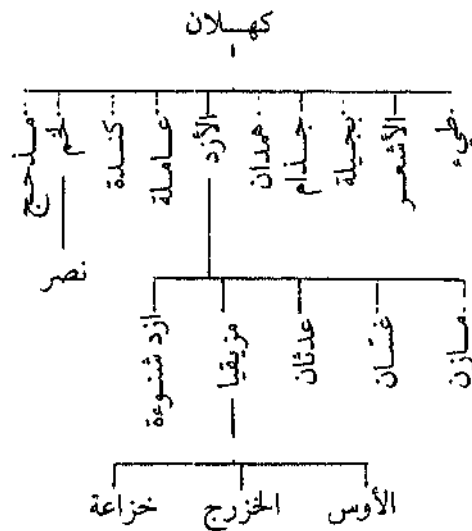 كهلان
طيء الأشعر بجيلة جذام همدان الأزد عاملة كندة لخم مذحج
نصر
مازن غسان عدثان مزيقيا ازد شنوءة
الأوس الخزرج خزاعة